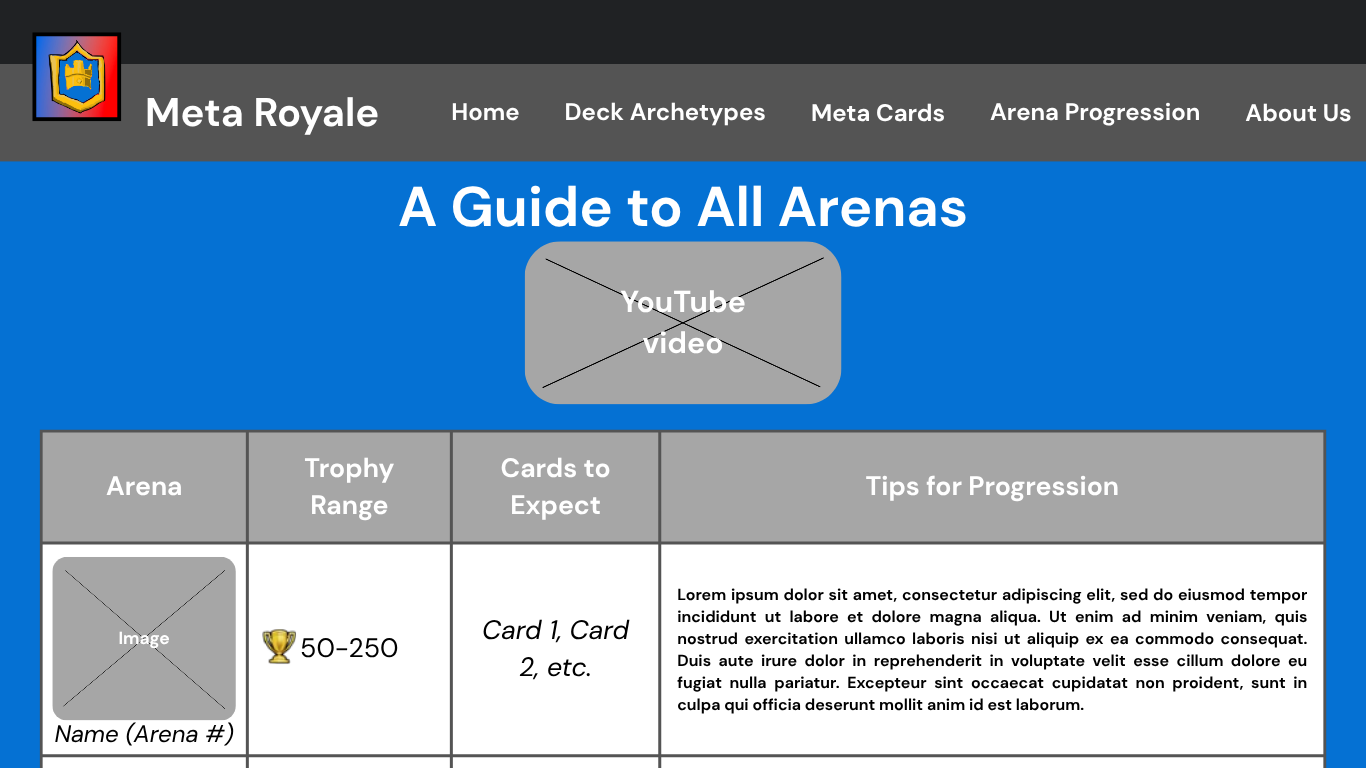 Meta Royale
Home
Deck Archetypes
Meta Cards
Arena Progression
About Us
A Guide to All Arenas
YouTube
video
Arena
Trophy
Range
Cards to
Expect
Tips for Progression
Image
Name (Arena #)
50-250
Card 1, Card
2, etc.
Lorem ipsum dolor sit amet, consectetur adipiscing elit, sed do eiusmod tempor
incididunt ut labore et dolore magna aliqua. Ut enim ad minim veniam, quis
nostrud exercitation ullamco laboris nisi ut aliquip ex ea commodo consequat.
Duis aute irure dolor in reprehenderit in voluptate velit esse cillum dolore eu
fugiat nulla pariatur. Excepteur sint occaecat cupidatat non proident, sunt in
culpa qui officia deserunt mollit anim id est laborum.